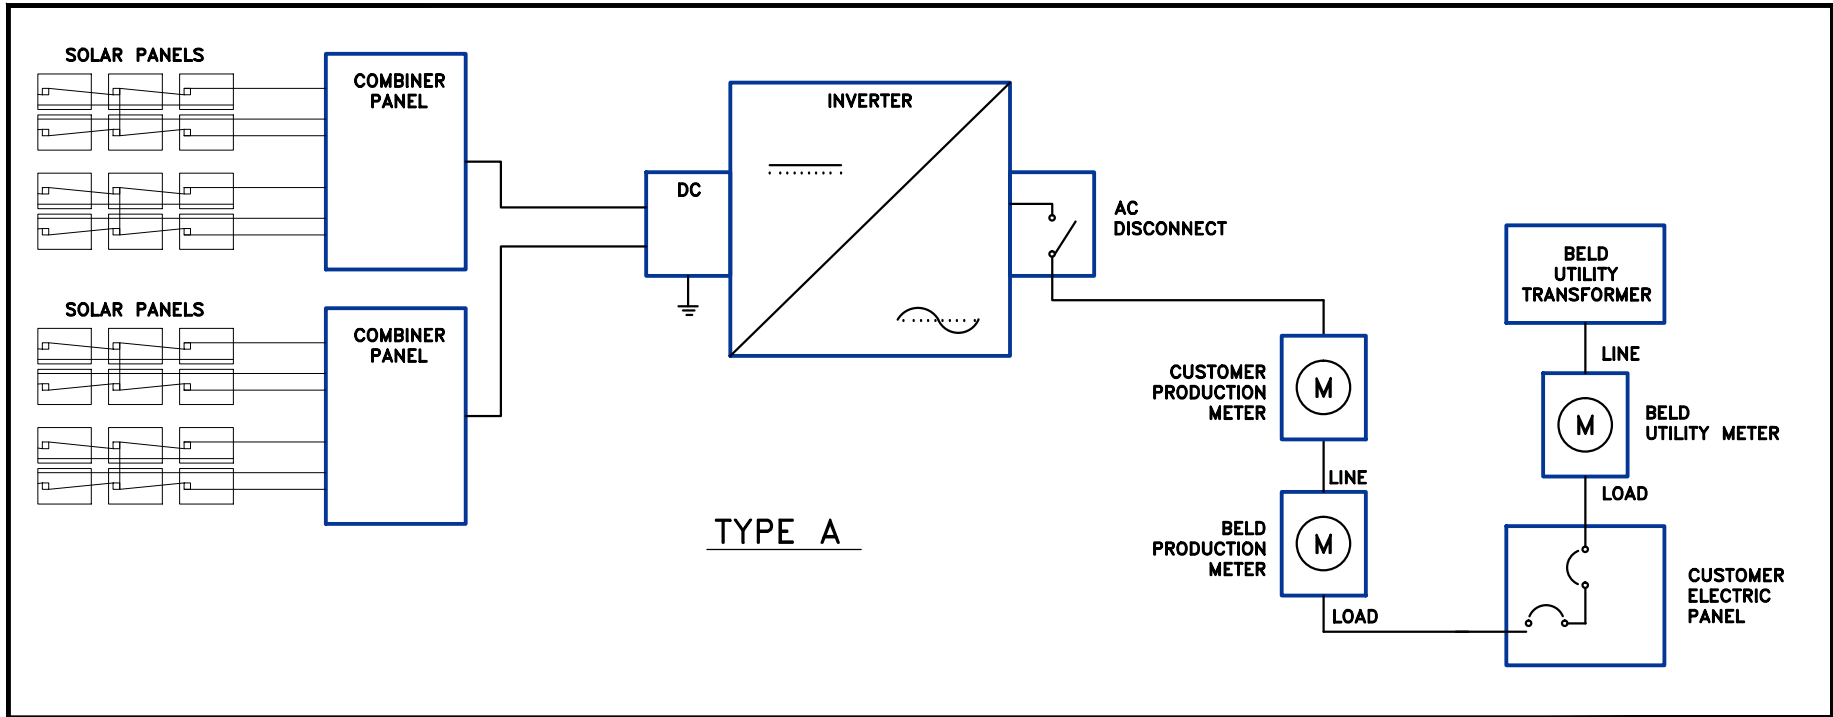 SOLAR PANELS
COMBINER
PANEL
INVERTER
DC
AC
DISCONNECT
SOLAR PANELS
COMBINER
PANEL
TYPE A
CUSTOMER
PRODUCTION
METER
M
LINE
BELD
PRODUCTION
METER
M
LOAD
BELD
UTILITY
TRANSFORMER
LINE
M
BELD
UTILITY METER
LOAD
CUSTOMER
ELECTRIC
PANEL